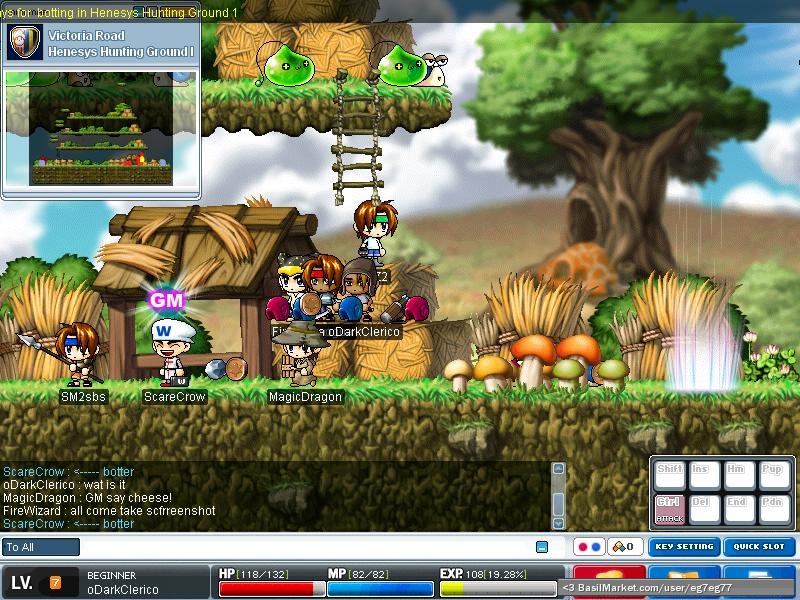 ys for botting in Henesys Hunting Ground 1
Victoria Road
Henesys Hunting Ground I
GM
W
SM2sbs
ScareCrow
MagicDragon
oDarkClerico
ScareCrow : <----- botter
oDarkClerico : wat is it
MagicDragon : GM say cheese!
FireWizard : all come take scfrreenshot
ScareCrow : <----- botter
Shift Ins Hm Pup
Ctrl Del End Pdn
ATTACK
To All
0
KEY SETTING
QUICK SLOT
LV. 7
BEGINNER
oDarkClerico
HP[118/132]
MP[82/82]
EXP 108[19.28%]
<3 BasilMarket.com/user/eg7eg77